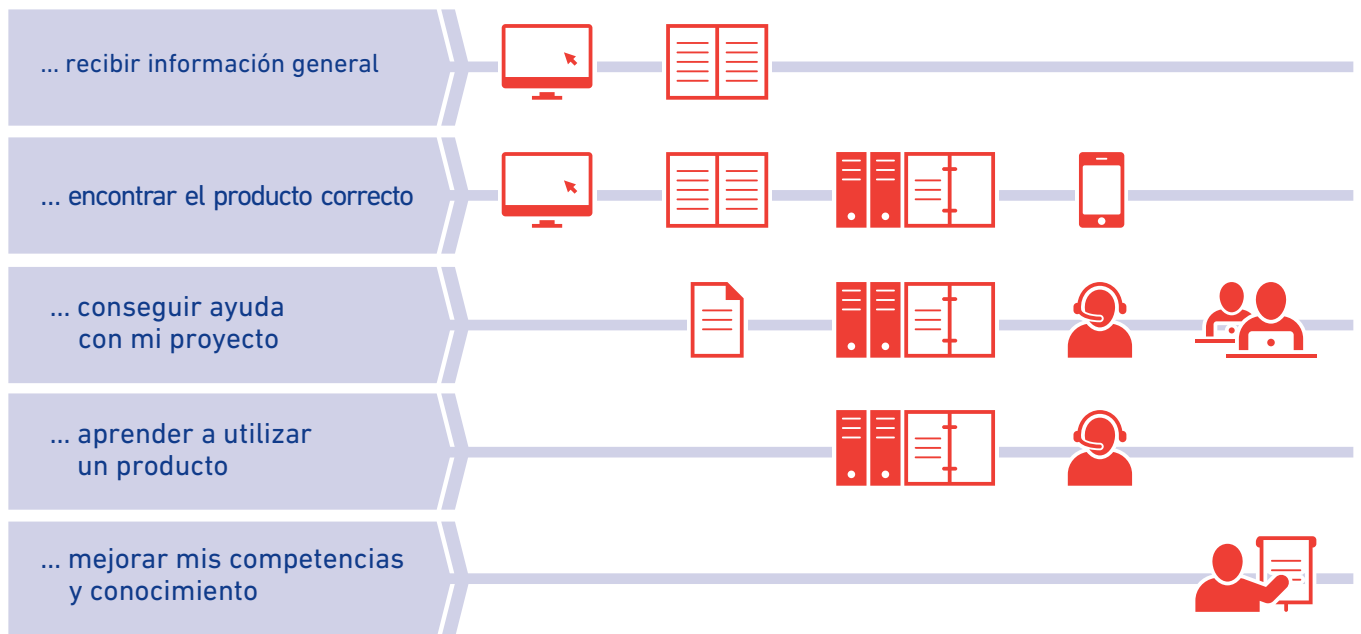 ... recibir información general
... encontrar el producto correcto
... conseguir ayuda
con mi proyecto
... aprender a utilizar
un producto
... mejorar mis competencias
y conocimiento